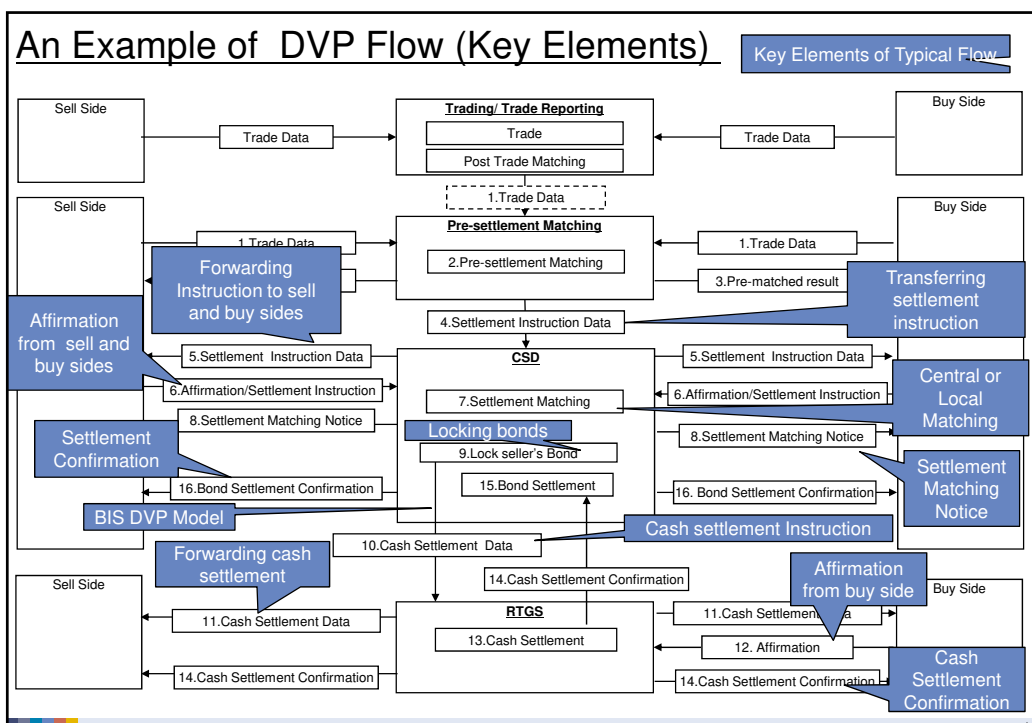 An Example of DVP Flow (Key Elements)
Key Elements of Typical Flow
Sell Side
Trading/ Trade Reporting
Buy Side
Trade
Trade Data
Trade Data
Post Trade Matching
1.Trade Data
Sell Side
Pre-settlement Matching
Buy Side
1.Trade Data
1.Trade Data
2.Pre-settlement Matching
3.Pre-matched result
Forwarding
Instruction to sell
and buy sides
Transferring
settlement
instruction
4.Settlement Instruction Data
Affirmation
from sell and
buy sides
5.Settlement Instruction Data
CSD
5.Settlement Instruction Data
6.Affirmation/Settlement Instruction
6.Affirmation/Settlement Instruction
7.Settlement Matching
Central or
Local
Matching
8.Settlement Matching Notice
Locking bonds
8.Settlement Matching Notice
Settlement
Confirmation
9.Lock seller's Bond
Settlement
Matching
Notice
15.Bond Settlement
16.Bond Settlement Confirmation
16. Bond Settlement Confirmation
BIS DVP Model
Cash settlement Instruction
10.Cash Settlement Data
Forwarding cash
settlement
14.Cash Settlement Confirmation
Affirmation
from buy side
Sell Side
RTGS
Buy Side
11.Cash Settlement Data
11.Cash Settlement
13.Cash Settlement
12. Affirmation
14.Cash Settlement Confirmation
14.Cash Settlement Confirmation
Cash
Settlement
Confirmation